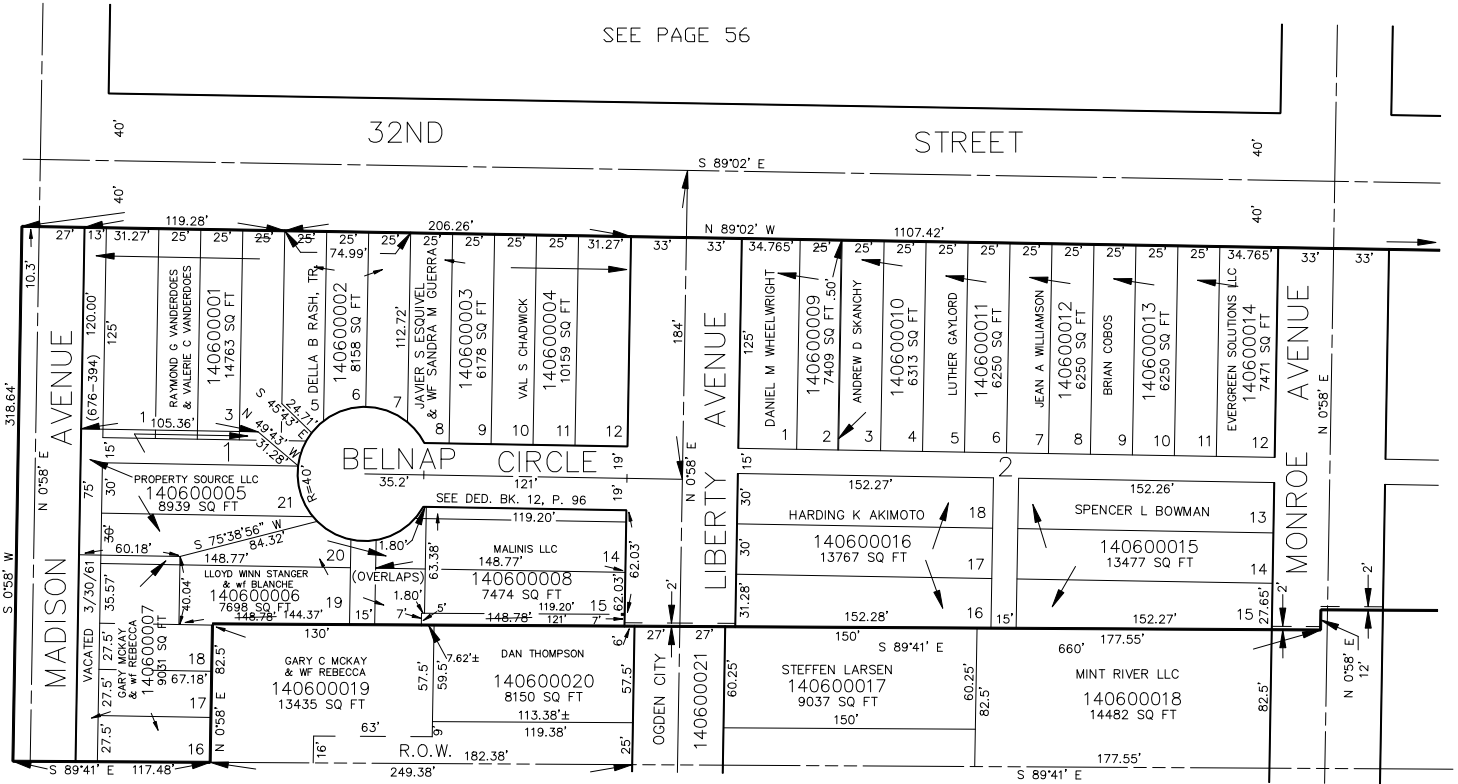 SEE PAGE 56
40'
32ND STREET
40'
S 89°02' E
40'
40'
119.28'
206.26'
N 89°02' W
1107.42'
27'
13'
31.27'
25'
25'
25'
25'
25'
74.99'
25'
25'
25'
25'
31.27'
33'
33'
34.765'
25'
25'
25'
25'
25'
25'
25'
25'
25'
34.765'
33'
33'
10.3'
318.64'
S 0°58' W
N 0°58' E
MADISON AVENUE
(676-394) 120.00'
125'
RAYMOND G VANDERDOES
& VALERIE C VANDERDOES
140600001
14763 SQ FT
DELLA B RASH, TR
140600002
8158 SQ FT
112.72'
JAVIER S ESQUIVEL
& WF SANDRA M GUERRA
140600003
6178 SQ FT
VAL S CHADWICK
140600004
10159 SQ FT
184'
LIBERTY AVENUE
N 0°58' E
125'
DANIEL M WHEELWRIGHT
140600009
7409 SQ FT
.50'
ANDREW D SKANCHY
140600010
6313 SQ FT
LUTHER GAYLORD
140600011
6250 SQ FT
JEAN A WILLIAMSON
140600012
6250 SQ FT
BRIAN COBOS
140600013
6250 SQ FT
EVERGREEN SOLUTIONS LLC
140600014
7471 SQ FT
MONROE AVENUE
N 0°58' E
1
3
5
6
7
8
9
10
11
12
1
2
3
4
5
6
7
8
9
10
11
12
105.36'
S 45°43' E
24.71'
N 49°43' W
31.28'
1
15'
R=40'
BELNAP CIRCLE
35.2'
121'
19'
19'
SEE DED. BK. 12, P. 96
15'
2
PROPERTY SOURCE LLC
140600005
8939 SQ FT
21
75'
30'
30'
S 75°38'56" W
84.32'
60.18'
148.77'
20
LLOYD WINN STANGER
& wf BLANCHE
140600006
7698 SQ FT
19
148.78'
144.37'
40.04'
VACATED 3/30/61
35.57'
15'
(OVERLAPS)
1.80'
1.80'
7'
.5'
63.38'
119.20'
MALINIS LLC
148.77'
14
140600008
7474 SQ FT
119.20'
15
148.78'
121'
7'
62.03'
62.03'
2'
30'
30'
31.28'
152.27'
HARDING K AKIMOTO
18
140600016
13767 SQ FT
17
152.28'
16
15'
152.26'
SPENCER L BOWMAN
13
140600015
13477 SQ FT
14
152.27'
15
27.65'
2'
2'
N 0°58' E
12'
GARY MCKAY
& wf REBECCA
140600007
9031 SQ FT
27.5'
27.5'
27.5'
18
67.18'
17
16
82.5'
N 0°58' E
130'
GARY C MCKAY
& WF REBECCA
140600019
13435 SQ FT
7.62'±
57.5'
59.5'
DAN THOMPSON
140600020
8150 SQ FT
113.38'±
119.38'
6'
57.5'
63'
16'
9'
R.O.W.
182.38'
25'
249.38'
S 89°41' E
117.48'
27'
27'
OGDEN CITY
140600021
60.25'
150'
S 89°41' E
STEFFEN LARSEN
140600017
9037 SQ FT
150'
60.25'
82.5'
660'
177.55'
MINT RIVER LLC
140600018
14482 SQ FT
82.5'
177.55'
S 89°41' E